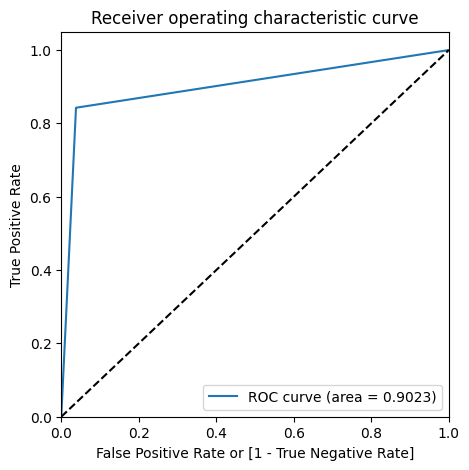 Receiver operating characteristic curve
True Positive Rate
1.0
0.8
0.6
0.4
0.2
0.0
ROC curve (area = 0.9023)
0.0 0.2 0.4 0.6 0.8 1.0
False Positive Rate or [1 - True Negative Rate]